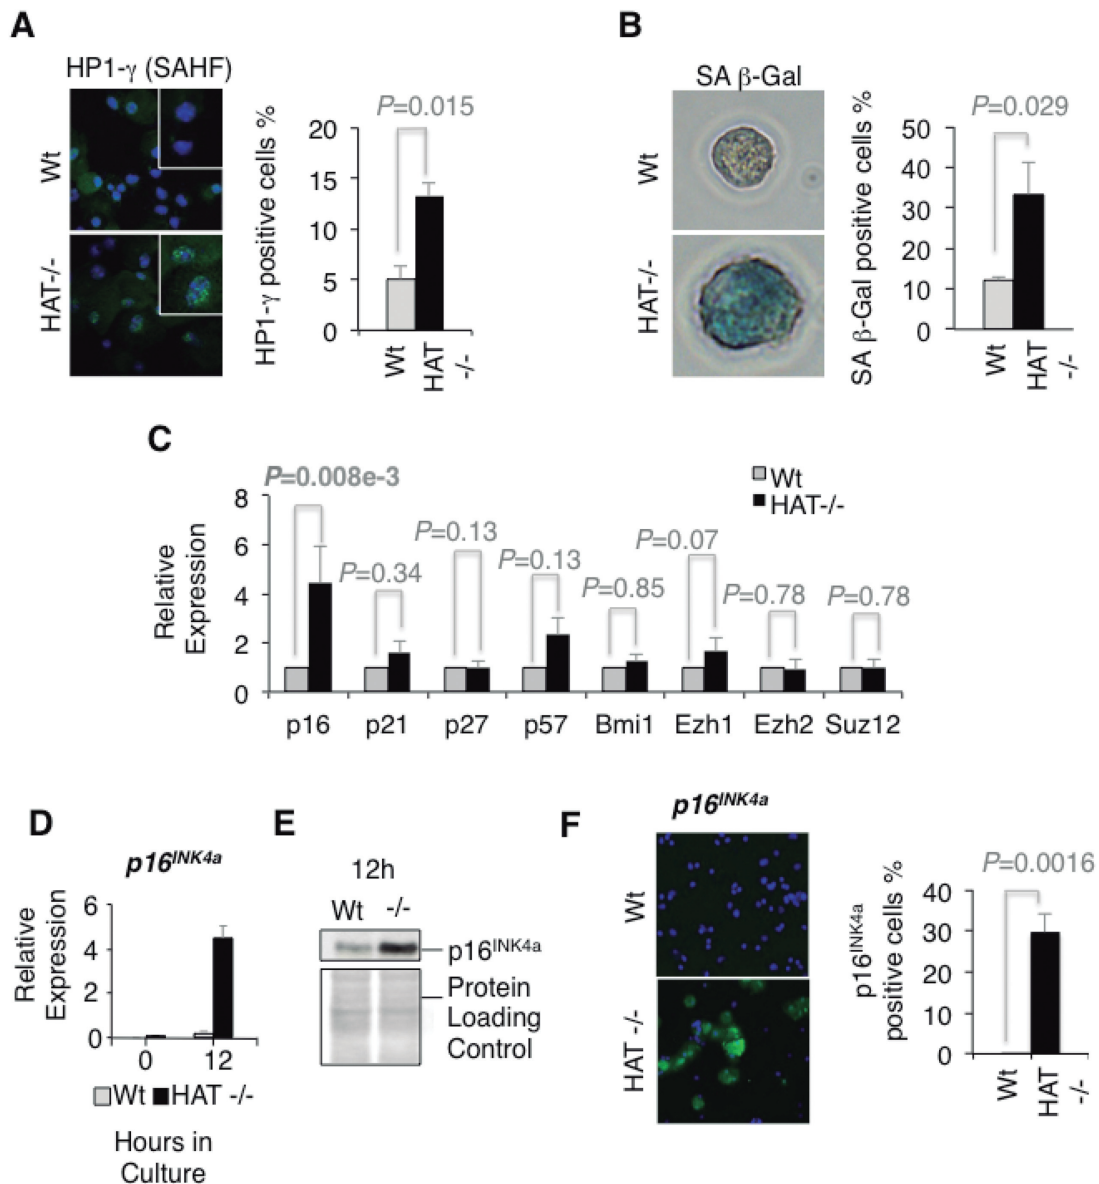 A
HP1-γ (SAHF)
Wt
HAT-/-
HP1-γ positive cells %
P=0.015
20
15
10
5
0
Wt
HAT
-/-
B
SA β-Gal
Wt
HAT-/-
SA β-Gal positive cells %
P=0.029
50
40
30
20
10
0
Wt
HAT
-/-
C
P=0.008e-3
P=0.34
P=0.13
P=0.13
P=0.85
P=0.07
P=0.78
P=0.78
Wt
HAT-/-
Relative
Expression
8
6
4
2
0
p16
p21
p27
p57
Bmi1
Ezh1
Ezh2
Suz12
D
p16INK4a
Relative
Expression
6
4
2
0
0
12
Wt
HAT -/-
Hours in
Culture
E
12h
Wt
-/-
p16INK4a
Protein
Loading
Control
F
p16INK4a
Wt
HAT -/-
p16INK4a
positive cells %
P=0.0016
40
30
20
10
0
Wt
HAT
-/-